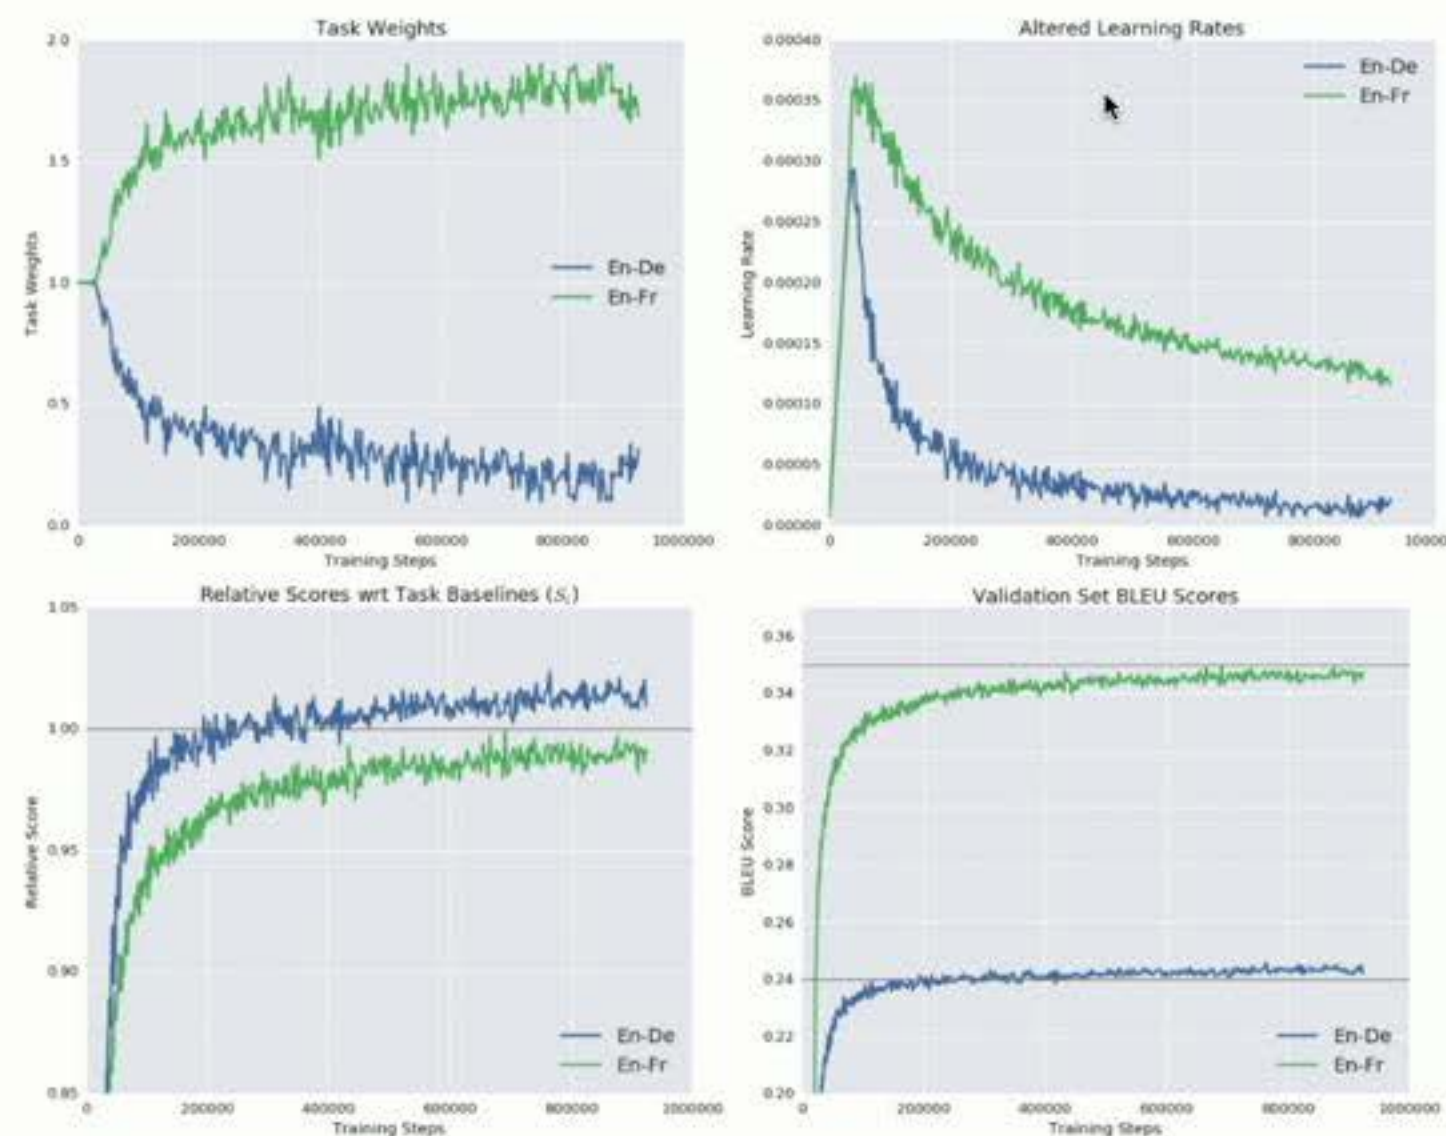 Task Weights
2.0
1.5
1.0
0.5
0.0
Task Weights
En-De
En-Fr
0
200000
400000
600000
800000
1000000
Training Steps
Altered Learning Rates
0.00040
0.00035
0.00030
0.00025
0.00020
0.00015
0.00010
0.00005
0.00000
Learning Rate
En-De
En-Fr
0
200000
400000
600000
800000
Training Steps
Relative Scores wrt Task Baselines (Sᵢ)
1.05
1.00
0.95
0.90
0.85
Relative Score
En-De
En-Fr
0
200000
400000
600000
800000
1000000
Training Steps
Validation Set BLEU Scores
0.36
0.34
0.32
0.30
0.28
0.26
0.24
0.22
0.20
BLEU Score
En-De
En-Fr
0
200000
400000
600000
800000
1000000
Training Steps